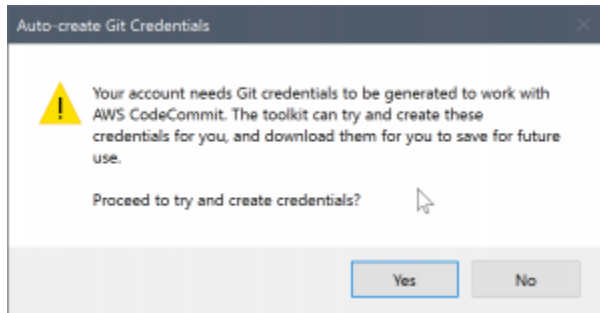 Auto-create Git Credentials
Your account needs Git credentials to be generated to work with
AWS CodeCommit. The toolkit can try and create these
credentials for you, and download them for you to save for future
use.
Proceed to try and create credentials?
Yes No